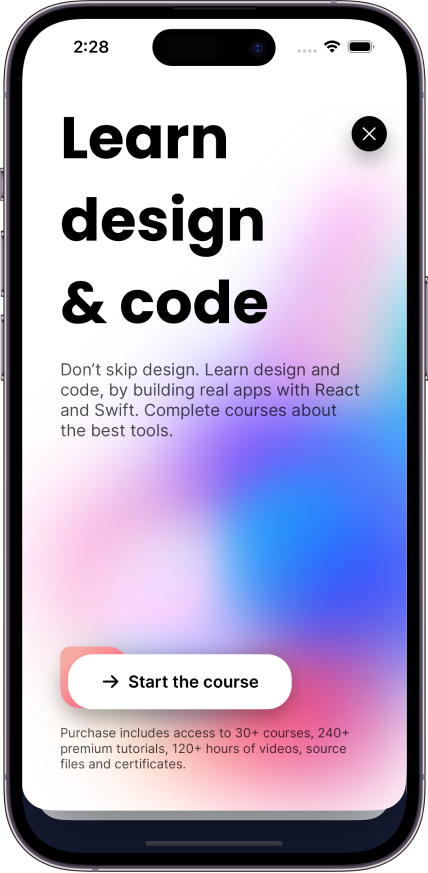 2:28
Learn
design
& code
Don’t skip design. Learn design and
code, by building real apps with React
and Swift. Complete courses about
the best tools.
Start the course
Purchase includes access to 30+ courses, 240+
premium tutorials, 120+ hours of videos, source
files and certificates.